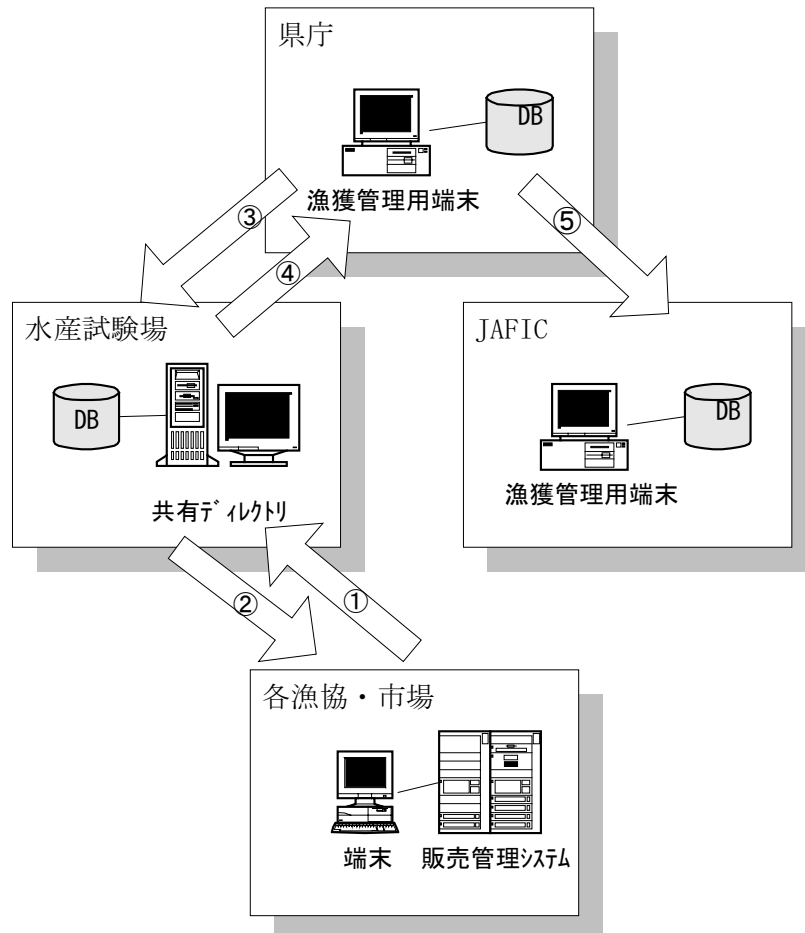 県庁
DB
漁獲管理用端末
③
④
⑤
水産試験場
DB
共有ディレクトリ
JAFIC
DB
漁獲管理用端末
②
①
各漁協・市場
端末
販売管理システム